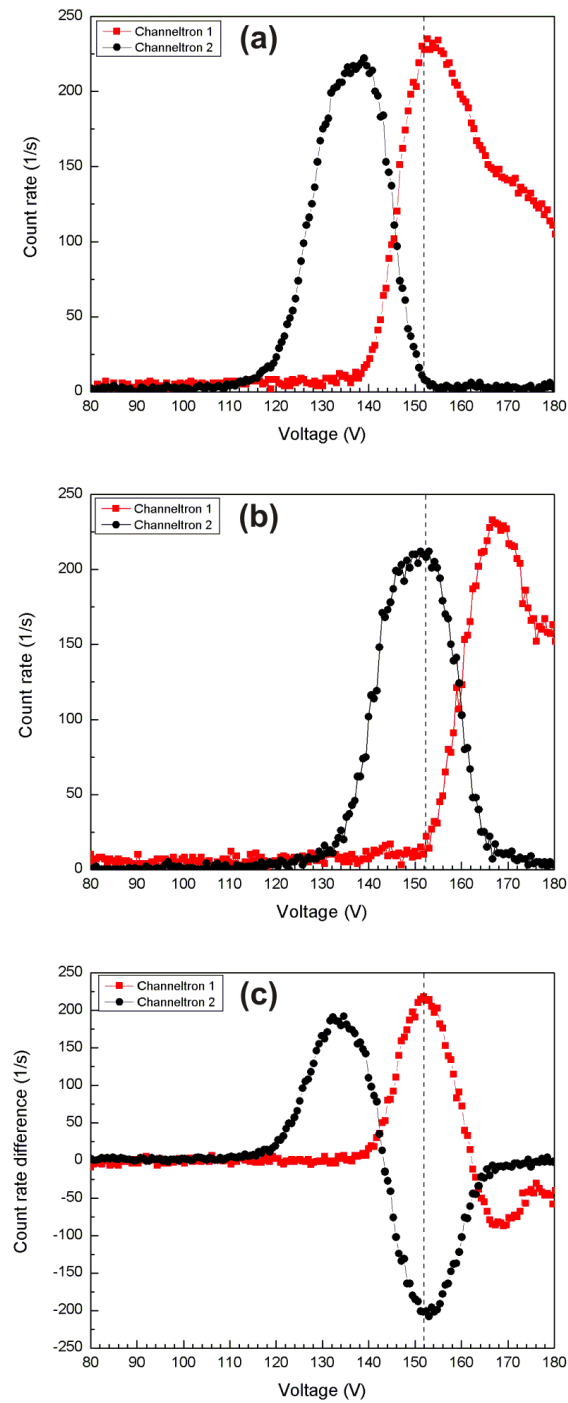 (a)
Channeltron 1
Channeltron 2
250
200
150
100
50
0
Count rate (1/s)
80 90 100 110 120 130 140 150 160 170 180
Voltage (V)
(b)
Channeltron 1
Channeltron 2
250
200
150
100
50
0
Count rate (1/s)
80 90 100 110 120 130 140 150 160 170 180
Voltage (V)
(c)
Channeltron 1
Channeltron 2
250
200
150
100
50
0
-50
-100
-150
-200
-250
Count rate difference (1/s)
80 90 100 110 120 130 140 150 160 170 180
Voltage (V)